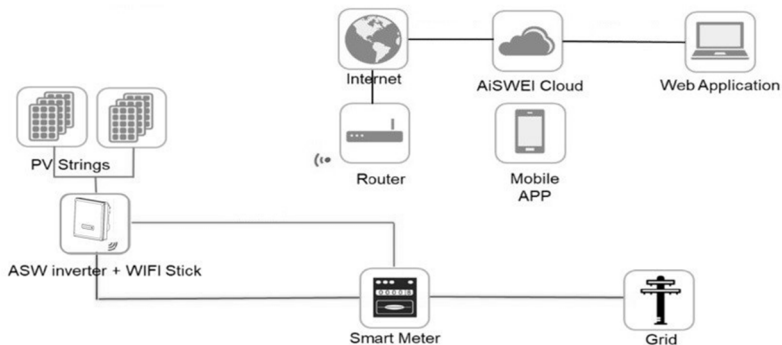 Internet
AiSWEI Cloud
Web Application
PV Strings
Router
Mobile
APP
ASW inverter + WIFI Stick
Smart Meter
Grid